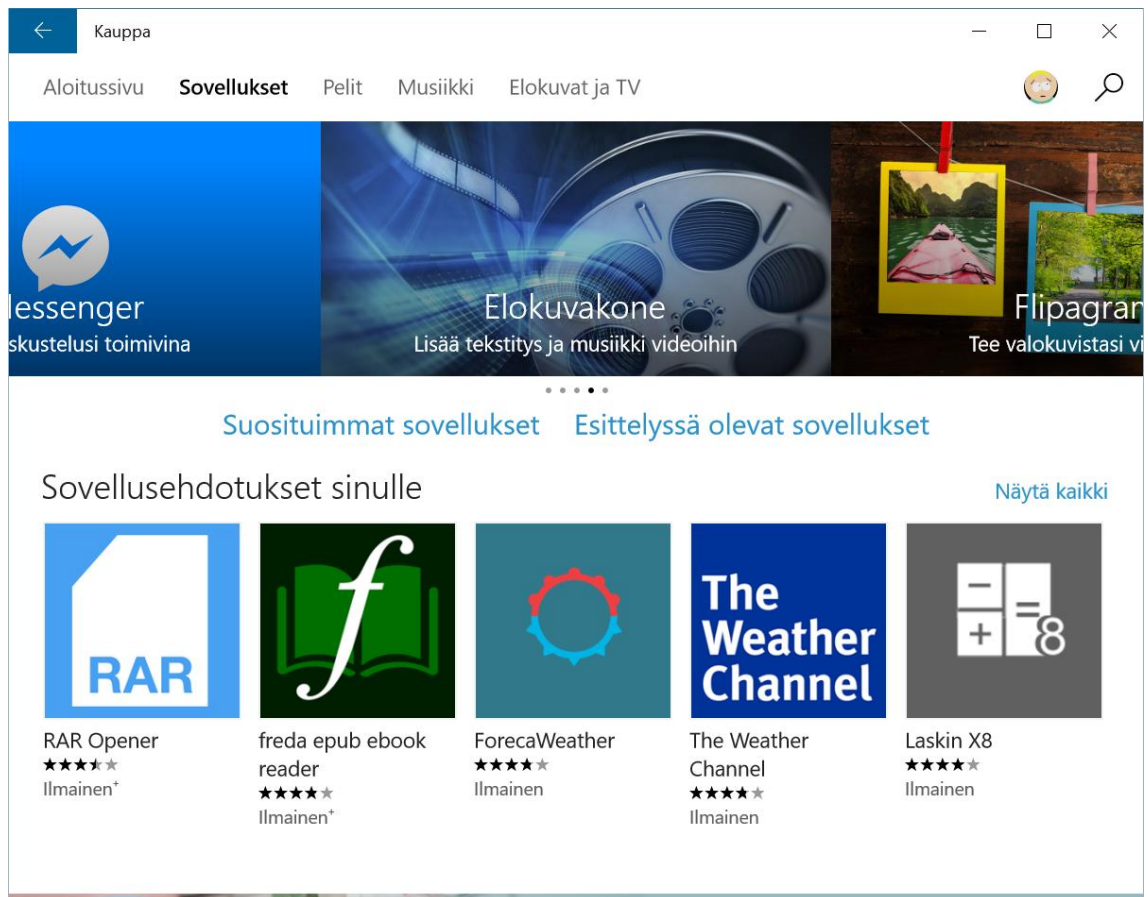 Kauppa
Aloitussivu Sovellukset Pelit Musiikki Elokuvat ja TV
lessenger
skustelusi toimivina
Elokuvakone
Lisää tekstitys ja musiikki videoihin
Flipagrar
Tee valokuvistasi vi
Suosituimmat sovellukset Esittelyssä olevat sovellukset
Sovellusehdotukset sinulle
Näytä kaikki
RAR
f
The
Weather
Channel
− + = 8
RAR Opener
Ilmainen⁺
freda epub ebook
reader
Ilmainen⁺
ForecaWeather
Ilmainen
The Weather
Channel
Ilmainen
Laskin X8
Ilmainen